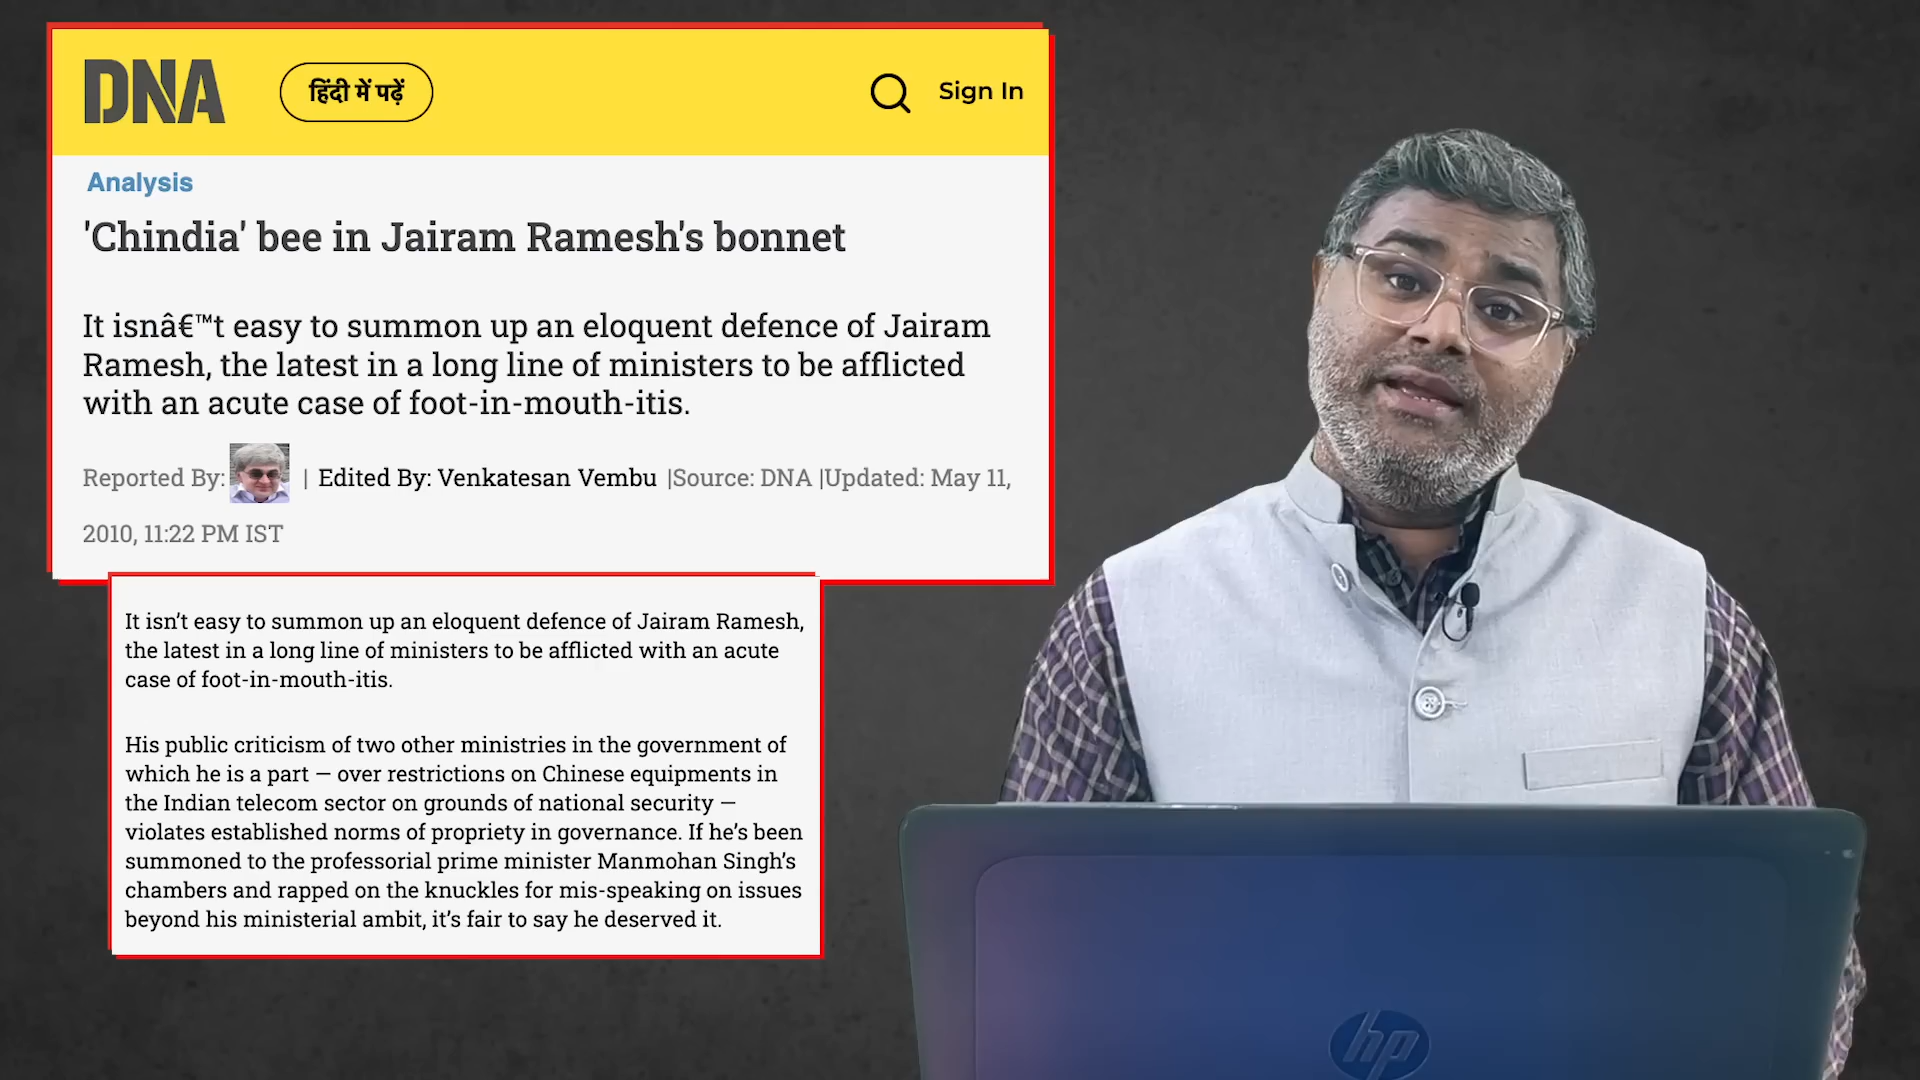 DNA
हिंदी में पढ़ें
Sign In
Analysis
'Chindia' bee in Jairam Ramesh's bonnet
It isnâ€™t easy to summon up an eloquent defence of Jairam
Ramesh, the latest in a long line of ministers to be afflicted
with an acute case of foot-in-mouth-itis.
Reported By: | Edited By: Venkatesan Vembu |Source: DNA |Updated: May 11,
2010, 11:22 PM IST
It isn’t easy to summon up an eloquent defence of Jairam Ramesh,
the latest in a long line of ministers to be afflicted with an acute
case of foot-in-mouth-itis.
His public criticism of two other ministries in the government of
which he is a part — over restrictions on Chinese equipments in
the Indian telecom sector on grounds of national security —
violates established norms of propriety in governance. If he’s been
summoned to the professorial prime minister Manmohan Singh’s
chambers and rapped on the knuckles for mis-speaking on issues
beyond his ministerial ambit, it’s fair to say he deserved it.
hp